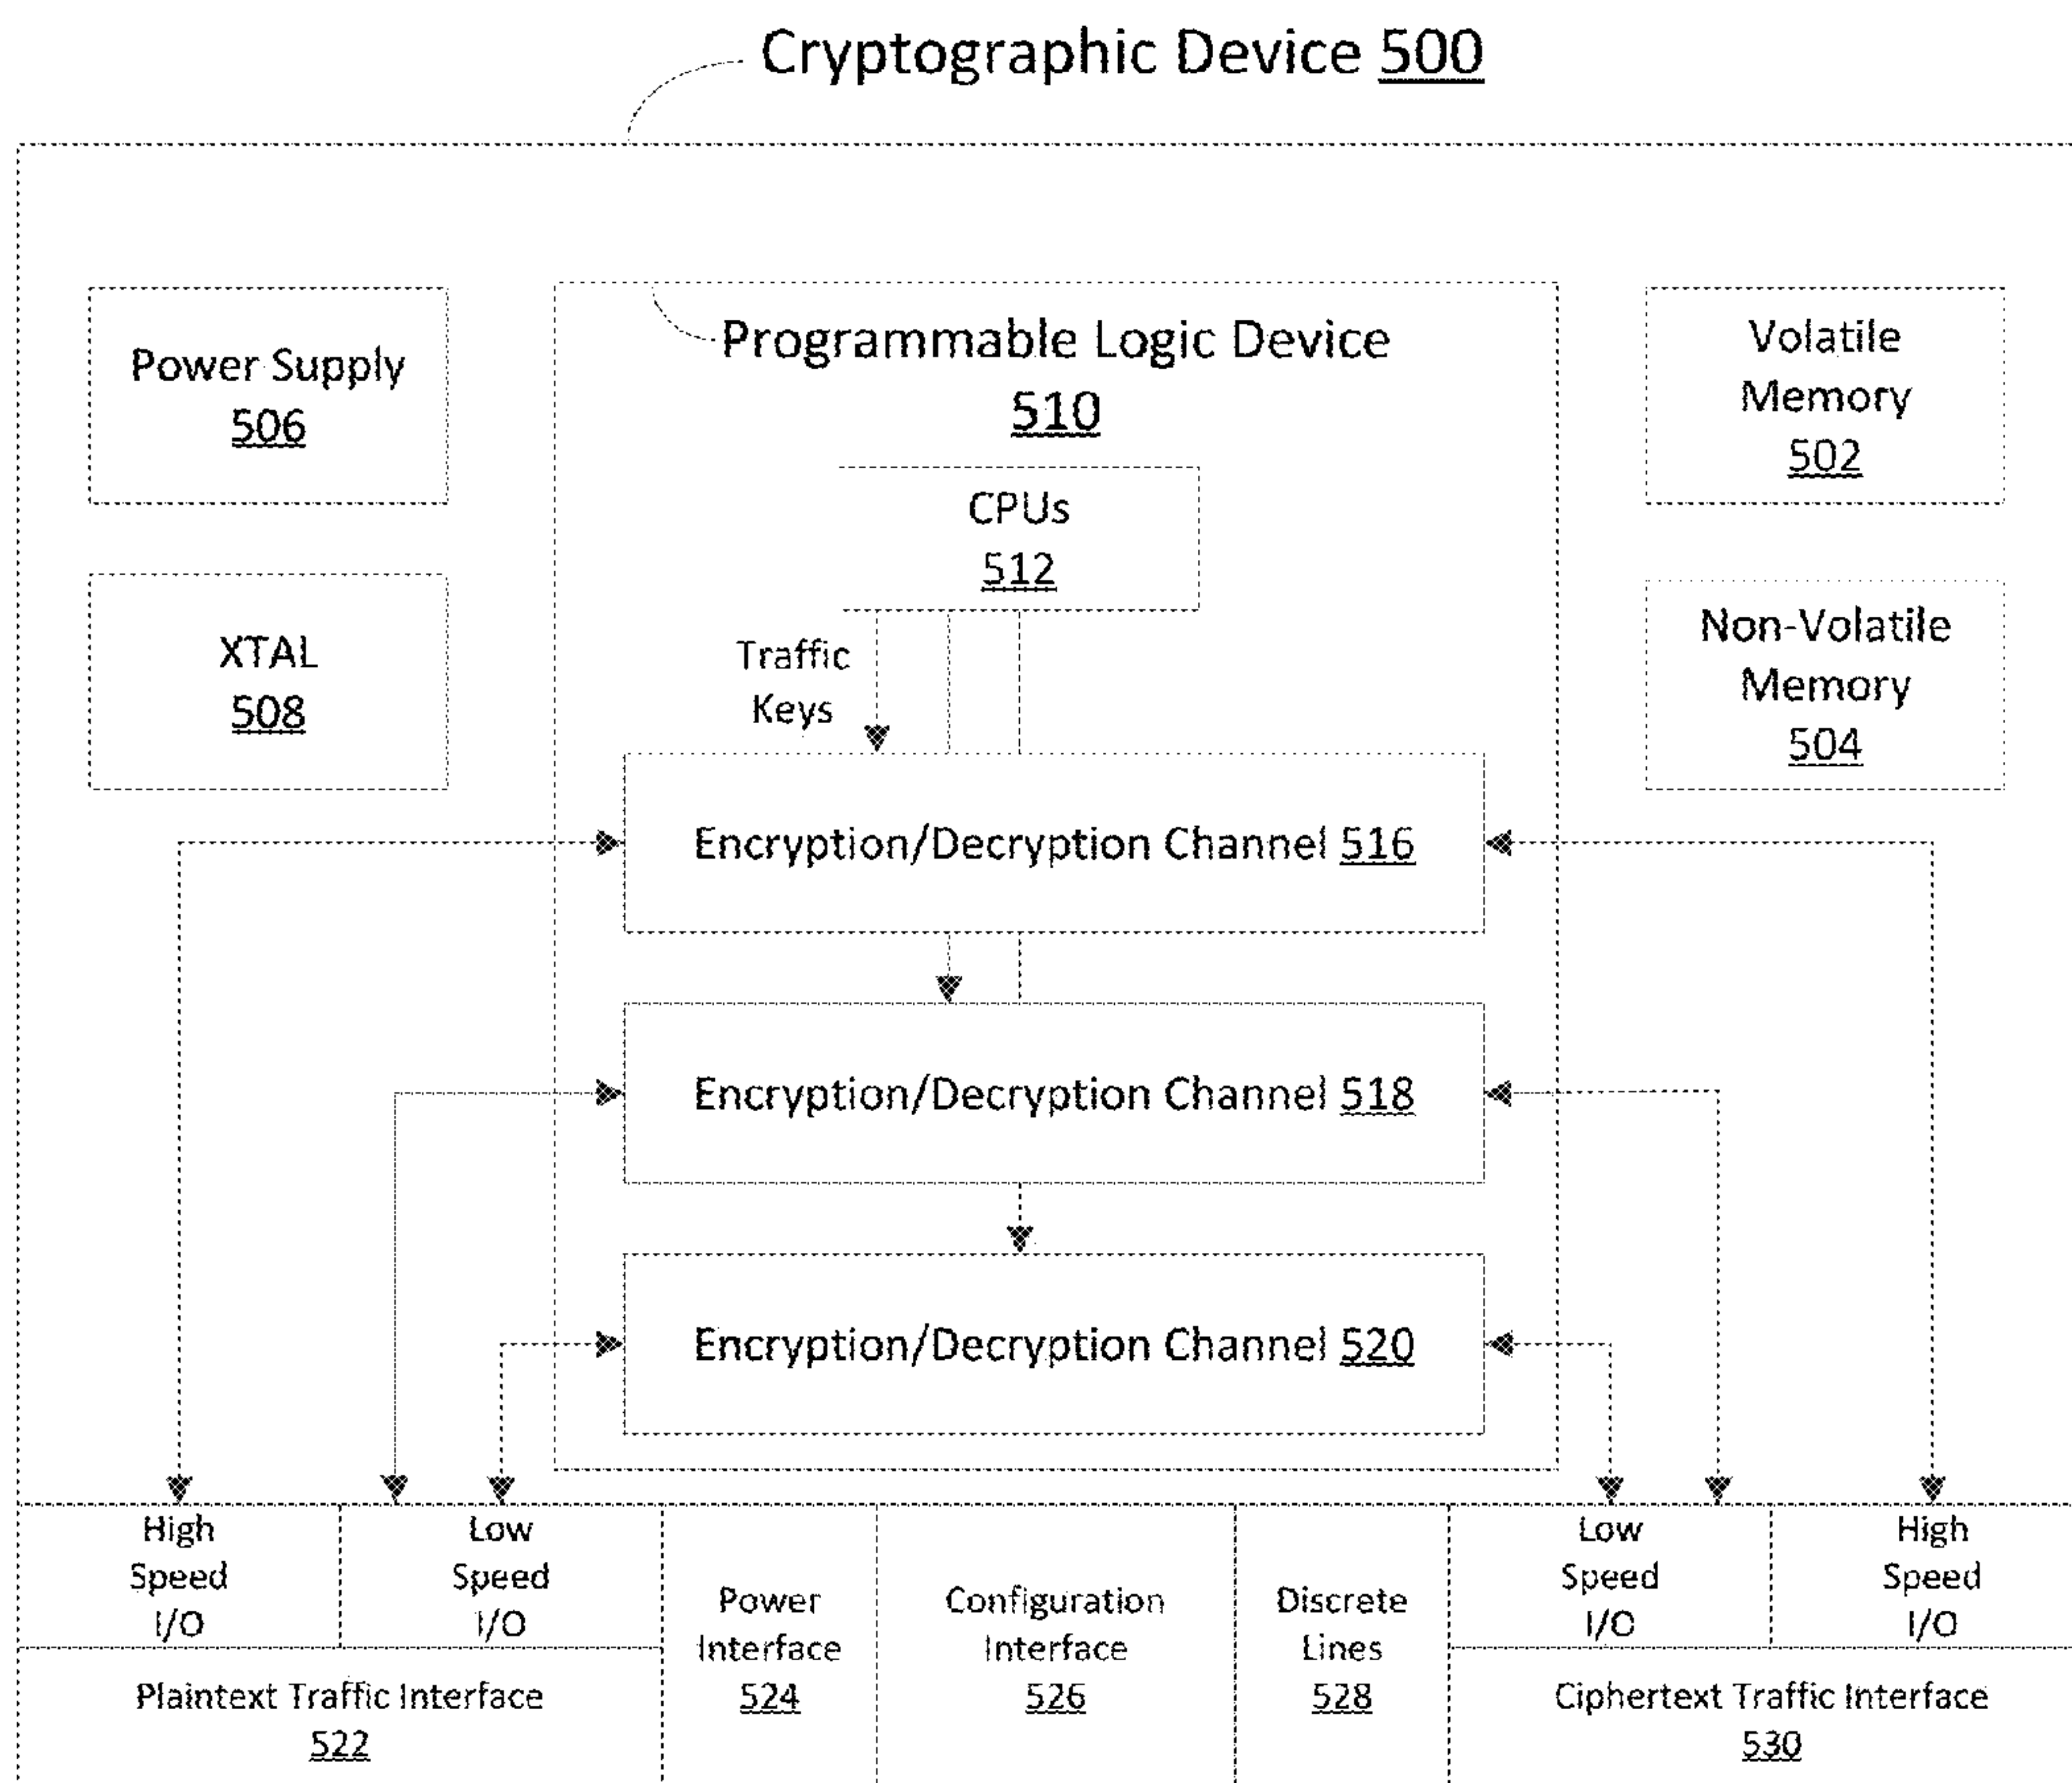 Cryptographic Device 500
Power Supply
506
XTAL
508
Programmable Logic Device
510
CPUs
512
Traffic
Keys
Volatile
Memory
502
Non-Volatile
Memory
504
Encryption/Decryption Channel 516
Encryption/Decryption Channel 518
Encryption/Decryption Channel 520
High
Speed
I/O
Low
Speed
I/O
Plaintext Traffic Interface
522
Power
Interface
524
Configuration
Interface
526
Discrete
Lines
528
Low
Speed
I/O
High
Speed
I/O
Ciphertext Traffic Interface
530